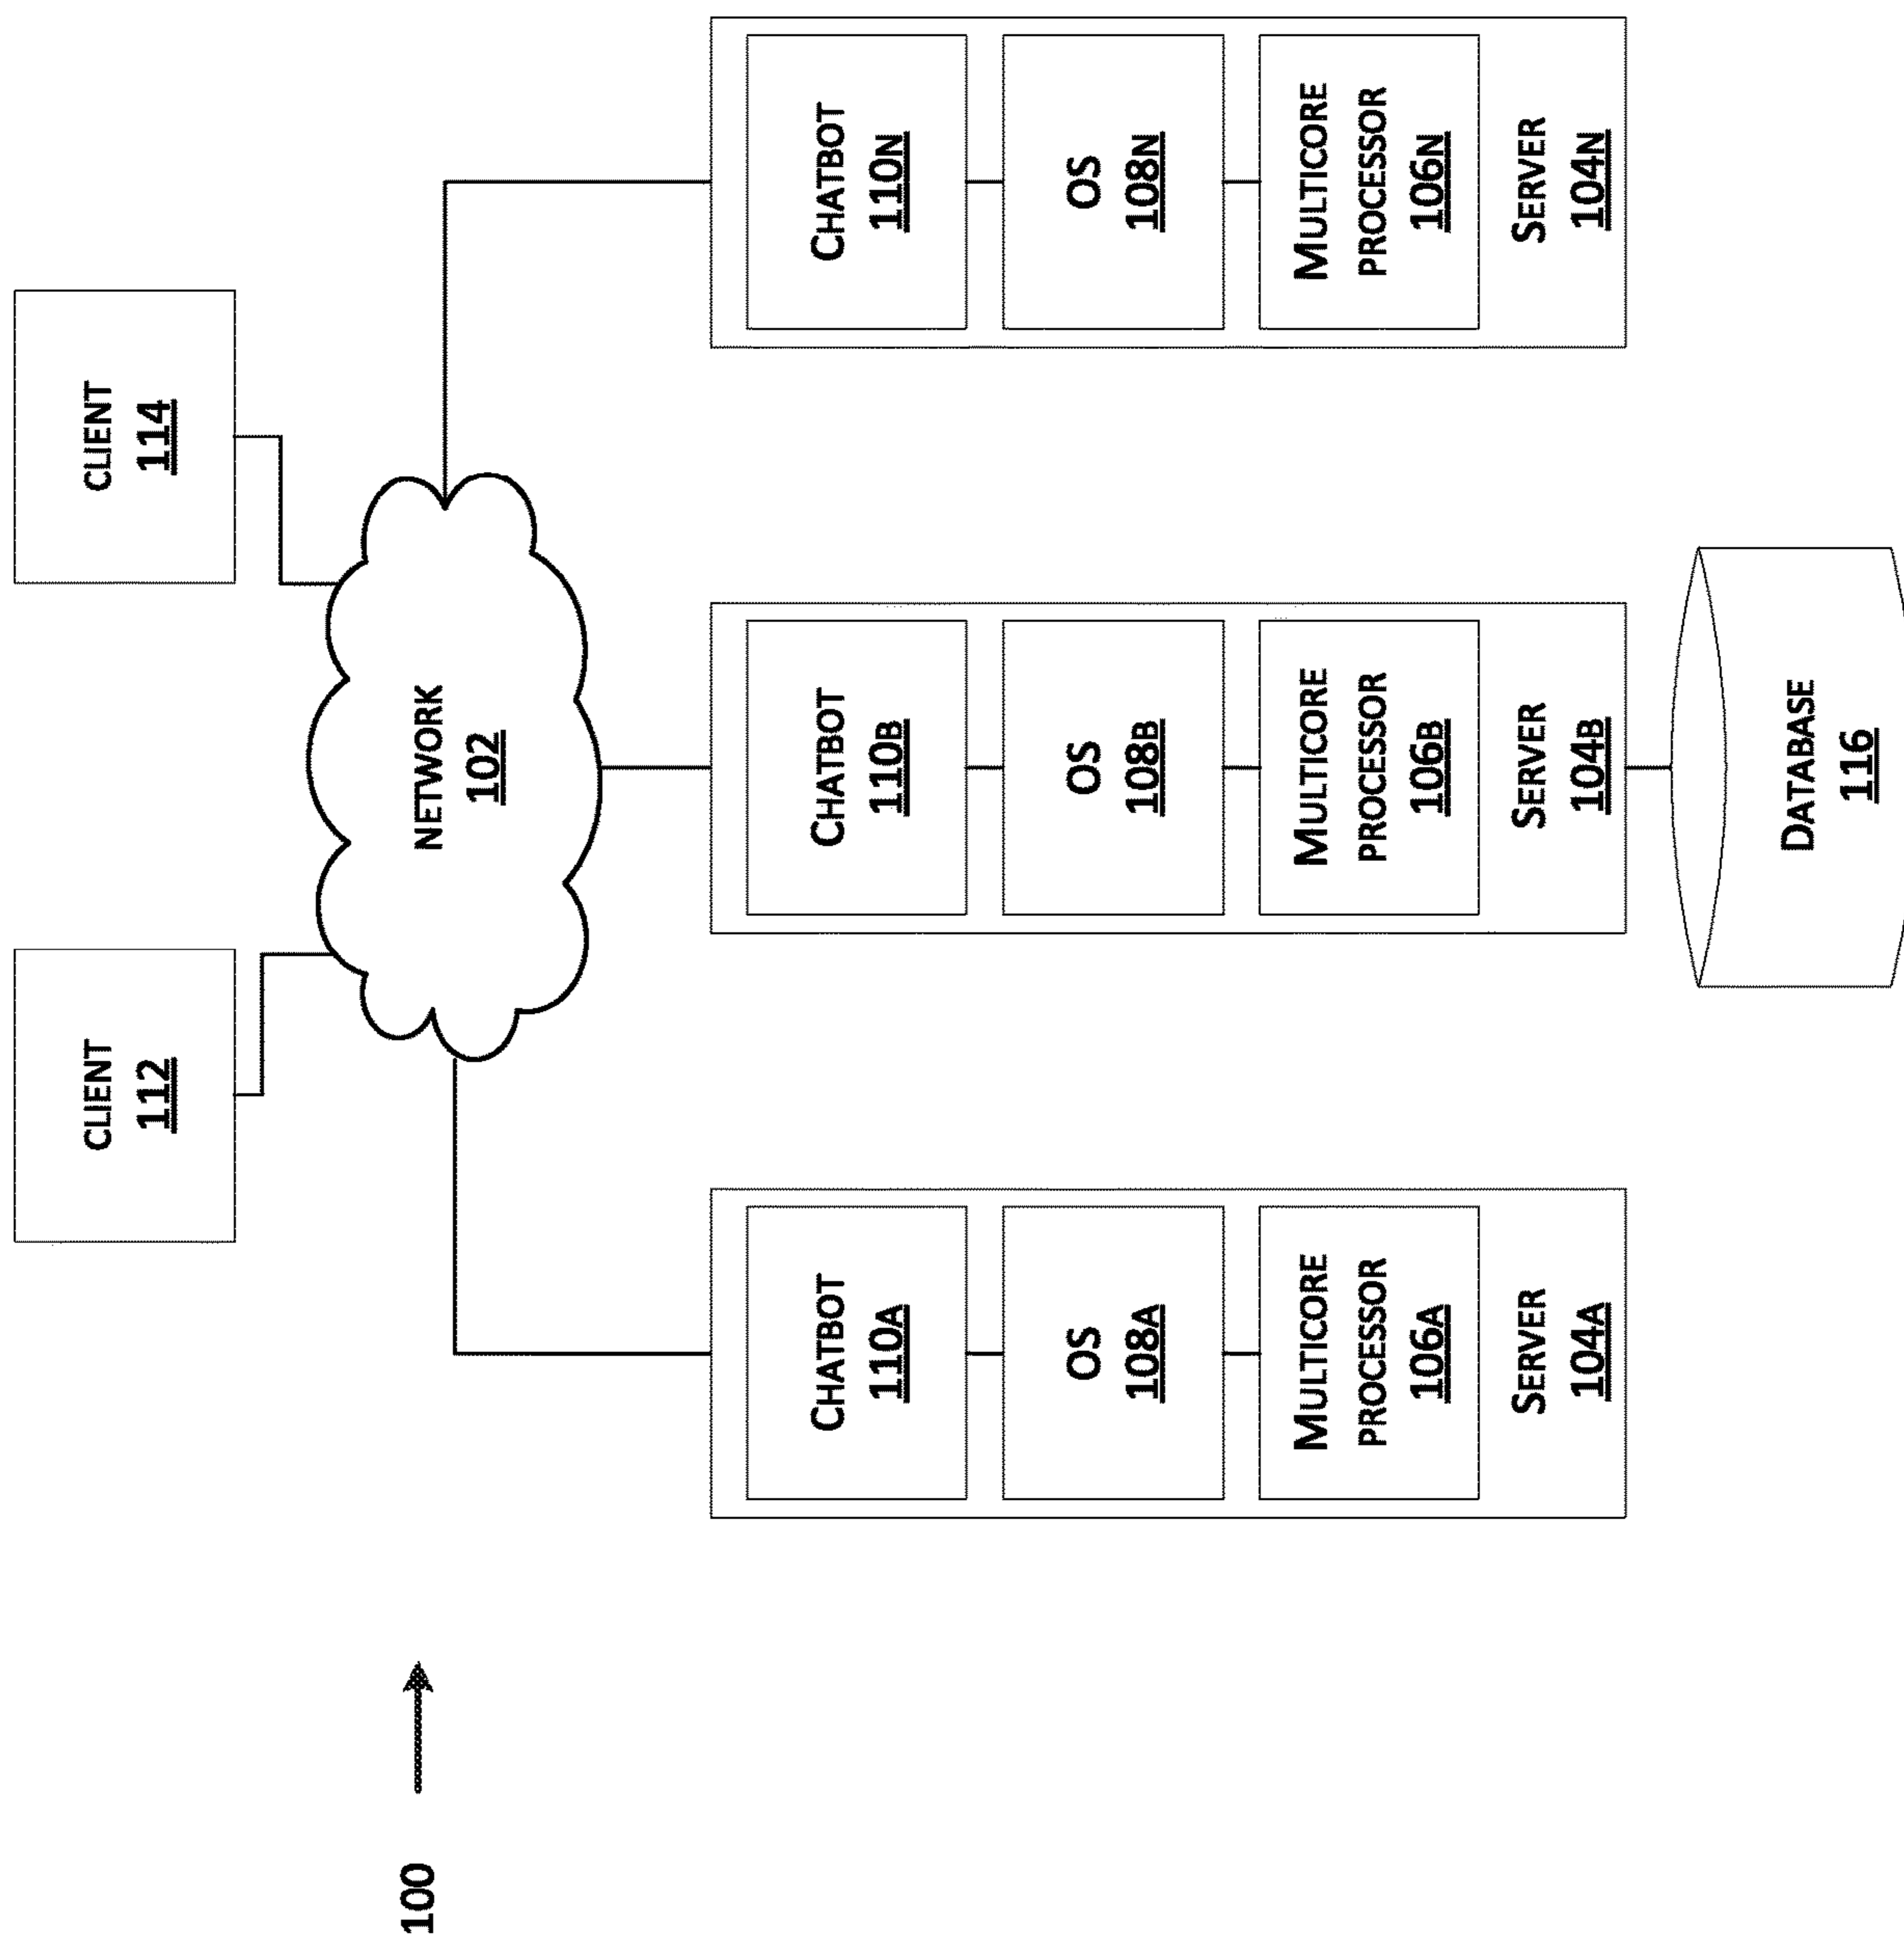 CLIENT
112
CLIENT
114
100
NETWORK
102
CHATBOT
110A
OS
108A
MULTICORE
PROCESSOR
106A
SERVER
104A
CHATBOT
110B
OS
108B
MULTICORE
PROCESSOR
106B
SERVER
104B
CHATBOT
110N
OS
108N
MULTICORE
PROCESSOR
106N
SERVER
104N
DATABASE
116